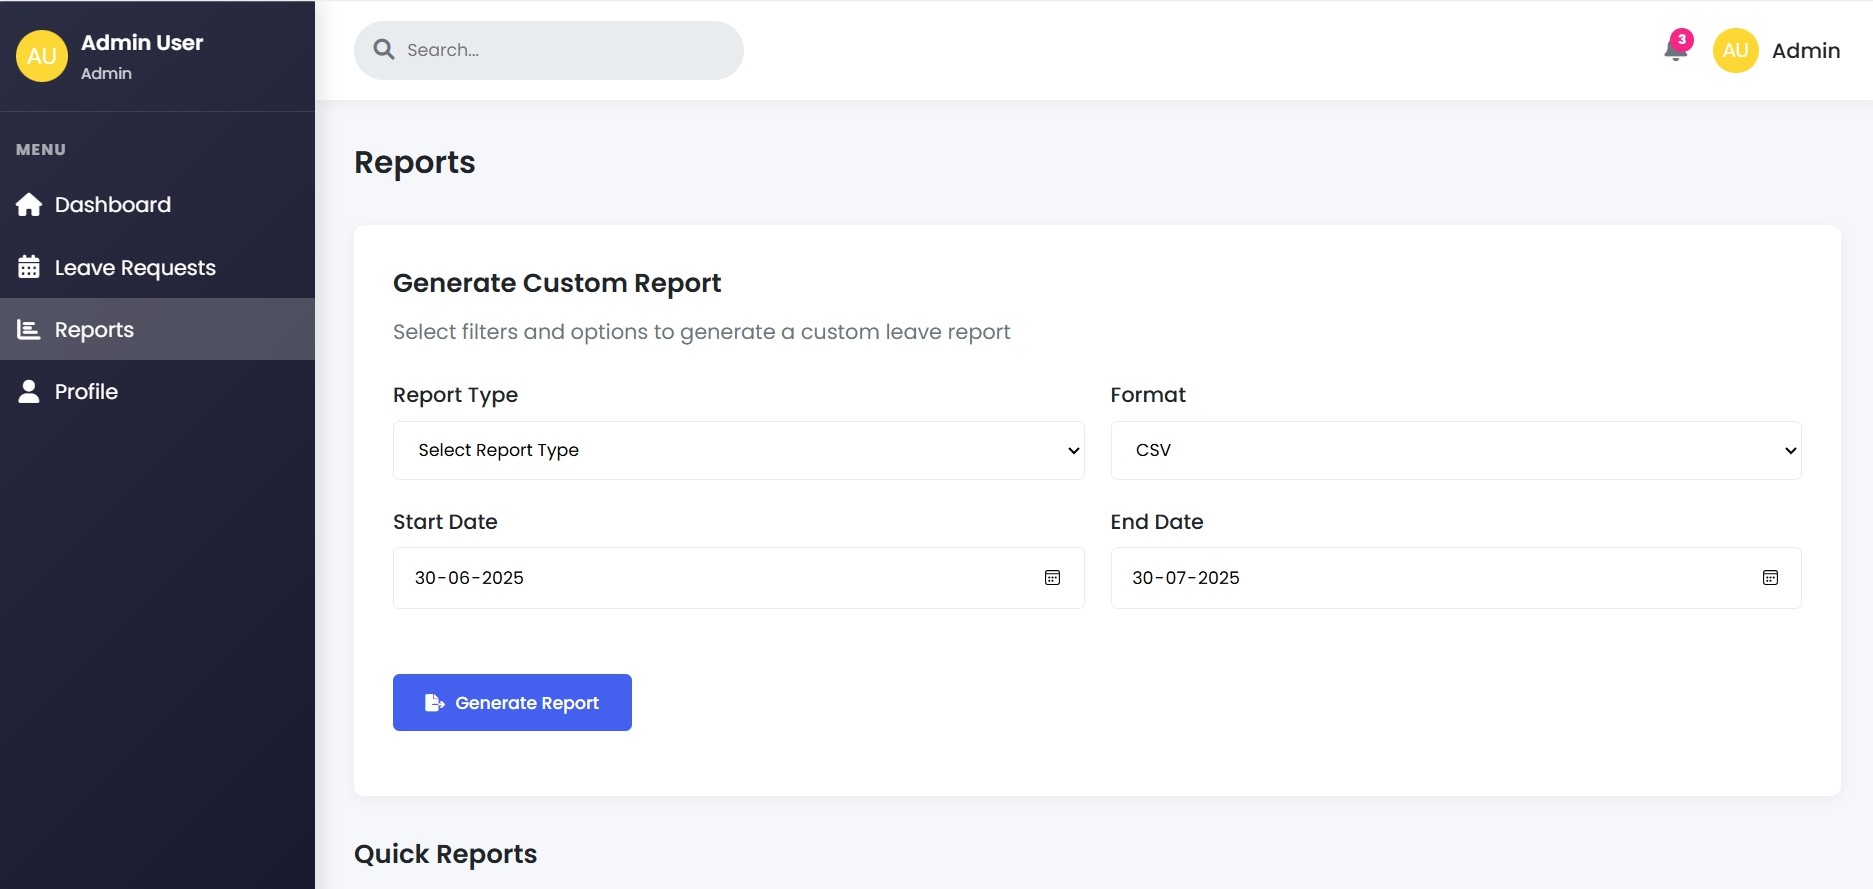 AU
Admin User
Admin
MENU
Dashboard
Leave Requests
Reports
Profile
Search...
3
AU
Admin
Reports
Generate Custom Report
Select filters and options to generate a custom leave report
Report Type
Format
Select Report Type
CSV
Start Date
End Date
30-06-2025
30-07-2025
Generate Report
Quick Reports